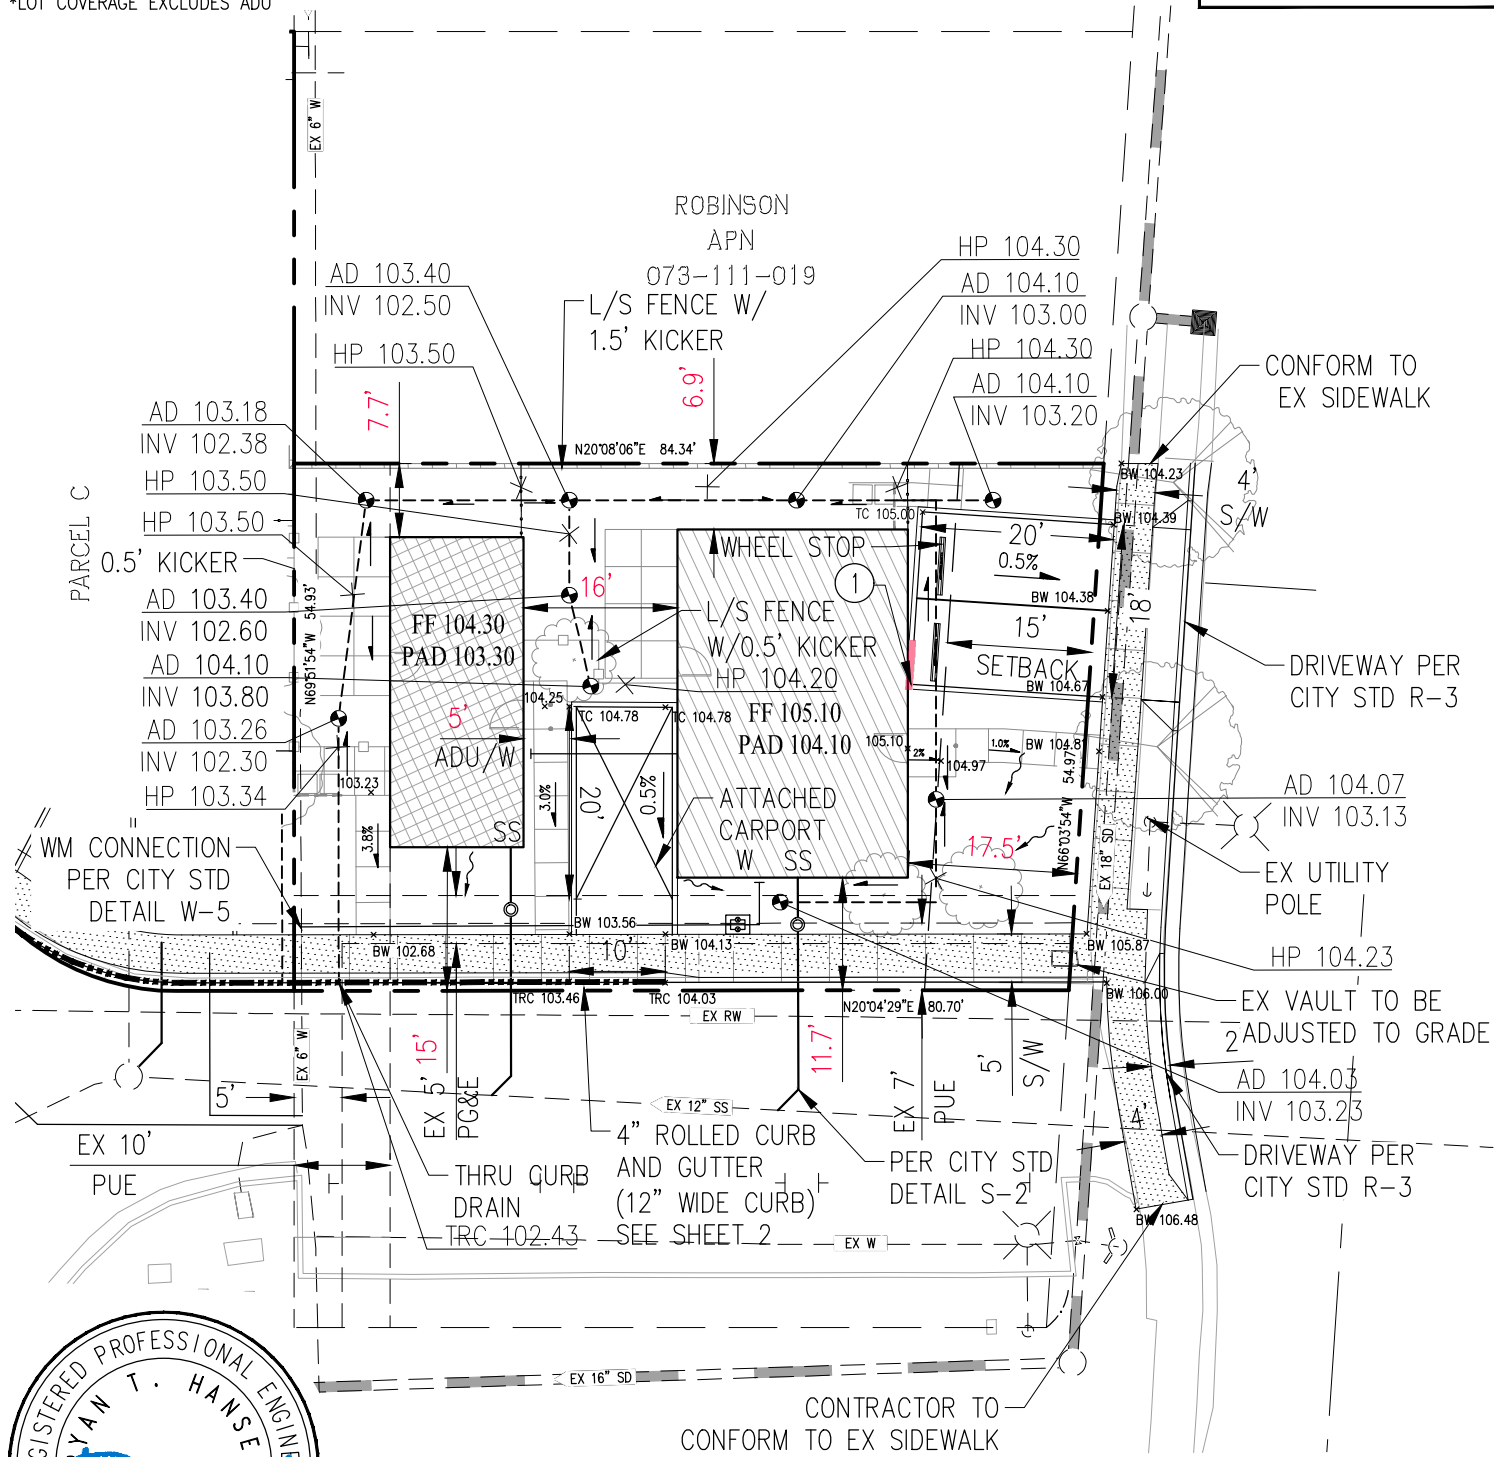 *LOT COVERAGE EXCLUDES ADU
EX 6" W
ROBINSON
APN
073-111-019
HP 104.30
AD 103.40
INV 102.50
L/S FENCE W/
1.5' KICKER
AD 104.10
INV 103.00
HP 103.50
HP 104.30
7.7'
6.9'
AD 104.10
INV 103.20
CONFORM TO
EX SIDEWALK
AD 103.18
INV 102.38
N20°08'06"E 84.34'
HP 103.50
BW 104.23
4'
S/W
PARCEL C
HP 103.50
TC 105.00
BW 104.39
20'
0.5' KICKER
WHEEL STOP
0.5%
1
16'
AD 103.40
INV 102.60
N69°51'54"W 54.93'
FF 104.30
PAD 103.30
L/S FENCE
W/0.5' KICKER
BW 104.38
18'
15'
SETBACK
AD 104.10
INV 103.80
HP 104.20
BW 104.67
DRIVEWAY PER
CITY STD R-3
104.25
5'
TC 104.78
TC 104.78
FF 105.10
PAD 104.10
AD 103.26
INV 102.30
ADU/W
105.10
2%
104.97
1.0%
BW 104.81
54.97'
N66°03'54"W
HP 103.34
103.23
3.0%
20'
0.5%
ATTACHED
CARPORT
W SS
AD 104.07
INV 103.13
SS
3.8%
17.5'
EX 18" SD
WM CONNECTION
PER CITY STD
DETAIL W-5
EX UTILITY
POLE
BW 103.56
BW 102.68
10'
BW 104.13
BW 105.87
HP 104.23
TRC 103.46
TRC 104.03
N20°04'29"E 80.70'
BW 106.00
EX VAULT TO BE
ADJUSTED TO GRADE
2
EX RW
EX 6" W
15'
11.7'
5'
S/W
5'
EX 5'
PG&E
EX 12" SS
EX 7'
PUE
4'
AD 104.03
INV 103.23
EX 10'
PUE
4" ROLLED CURB
AND GUTTER
(12" WIDE CURB)
SEE SHEET 2
THRU CURB
DRAIN
TRC 102.43
PER CITY STD
DETAIL S-2
DRIVEWAY PER
CITY STD R-3
BW 106.48
EX W
EX 16" SD
CONTRACTOR TO
CONFORM TO EX SIDEWALK
PROFESSIONAL
T. HANSE